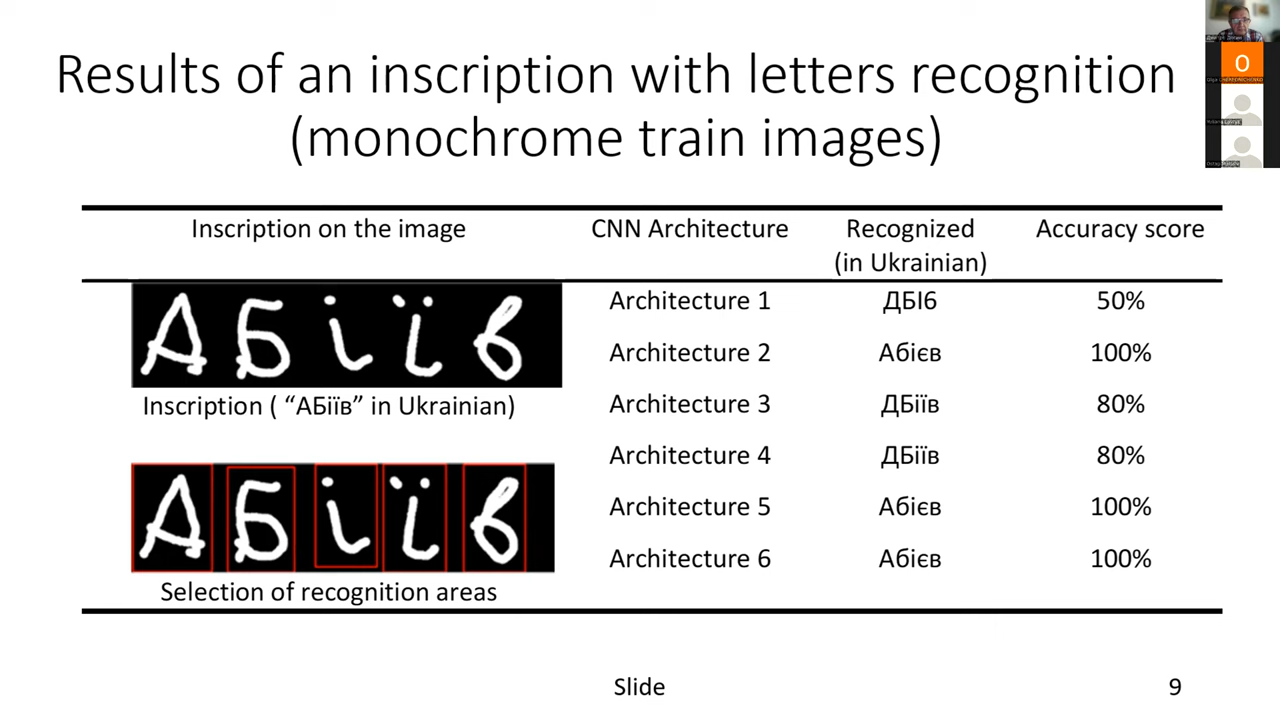 Results of an inscription with letters recognition
(monochrome train images)
Inscription on the image CNN Architecture Recognized (in Ukrainian) Accuracy score
АБіїв
Inscription ( “АБіїв” in Ukrainian)
АБіїв
Selection of recognition areas
Architecture 1 ДБІ6 50%
Architecture 2 Абієв 100%
Architecture 3 ДБіїв 80%
Architecture 4 ДБіїв 80%
Architecture 5 Абієв 100%
Architecture 6 Абієв 100%
Slide 9
O